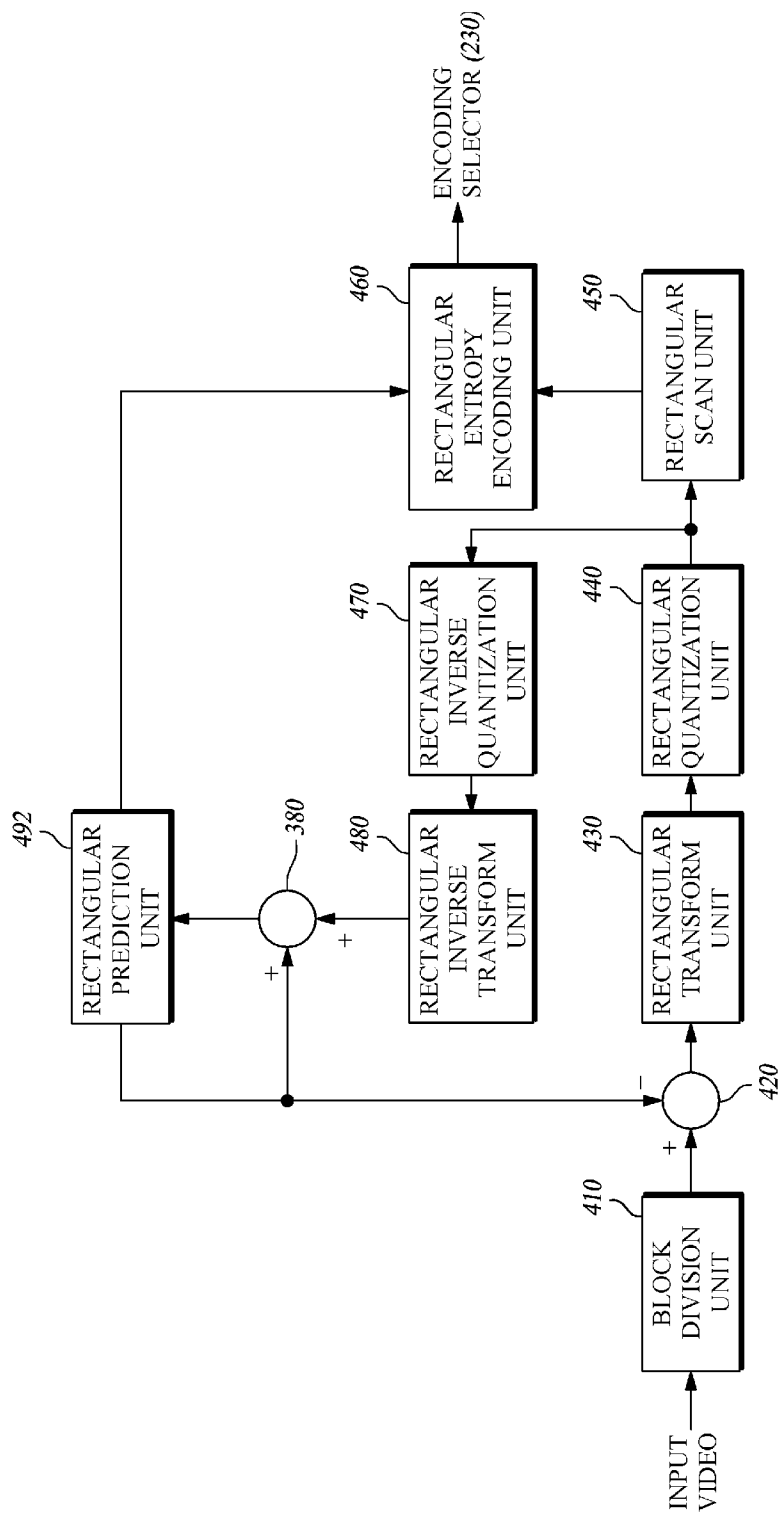 INPUT
VIDEO
410
BLOCK
DIVISION
UNIT
+
−
420
430
RECTANGULAR
TRANSFORM
UNIT
440
RECTANGULAR
QUANTIZATION
UNIT
450
RECTANGULAR
SCAN UNIT
460
RECTANGULAR
ENTROPY
ENCODING UNIT
ENCODING
SELECTOR (230)
470
RECTANGULAR
INVERSE
QUANTIZATION
UNIT
480
RECTANGULAR
INVERSE
TRANSFORM
UNIT
+
+
380
492
RECTANGULAR
PREDICTION
UNIT